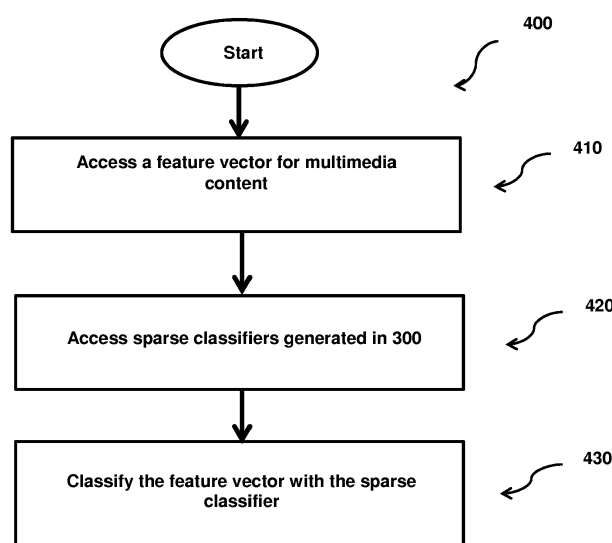 Start
400
Access a feature vector for multimedia
content
410
Access sparse classifiers generated in 300
420
Classify the feature vector with the sparse
classifier
430